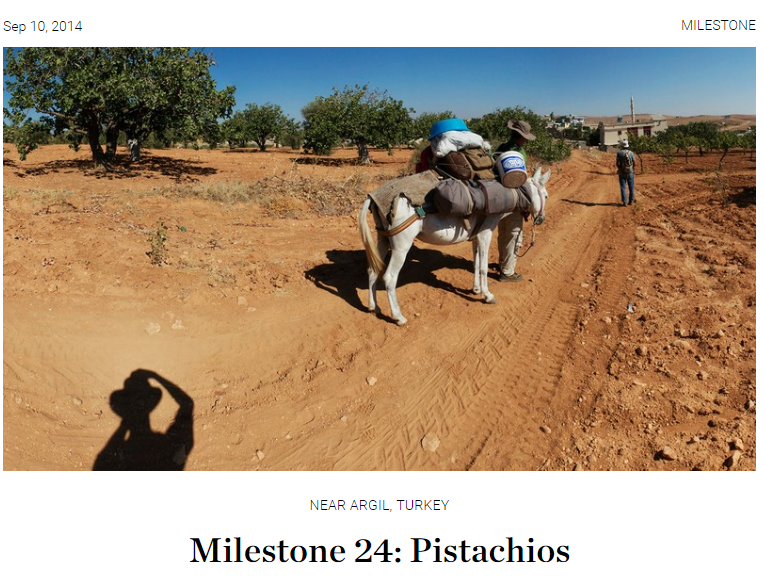 Sep 10, 2014
MILESTONE
NEAR ARGIL, TURKEY
Milestone 24: Pistachios